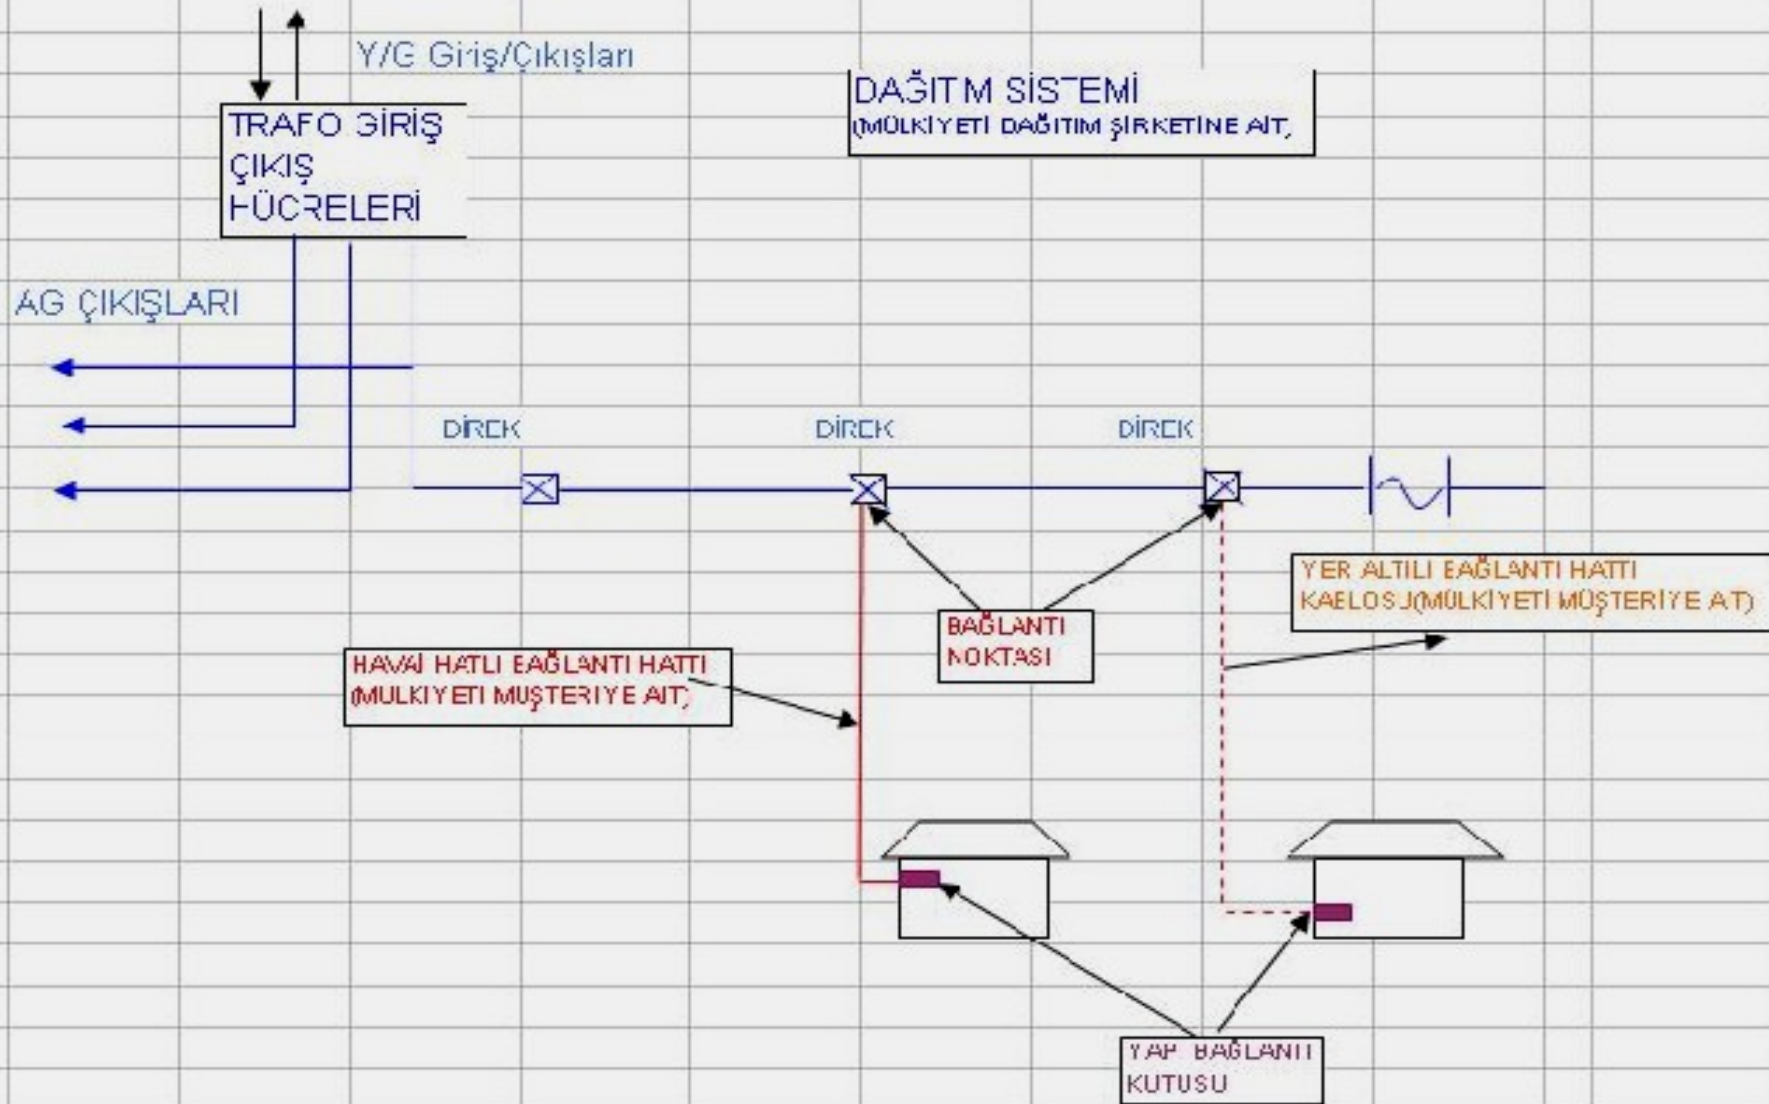 Y/G Giriş/Çıkışları
TRAFO GİRİŞ
ÇIKIŞ
HÜCRELERİ
DAĞITIM SİSTEMİ
(MÜLKİYETİ DAĞITIM ŞİRKETİNE AİT)
AG ÇIKIŞLARI
DİREK
DİREK
DİREK
YER ALTILI BAĞLANTI HATTI
KABLOSU(MÜLKİYETİ MÜŞTERİYE AİT)
BAĞLANTI
NOKTASI
HAVAİ HATLI BAĞLANTI HATTI
(MÜLKİYETİ MÜŞTERİYE AİT)
YAPI BAĞLANTI
KUTUSU